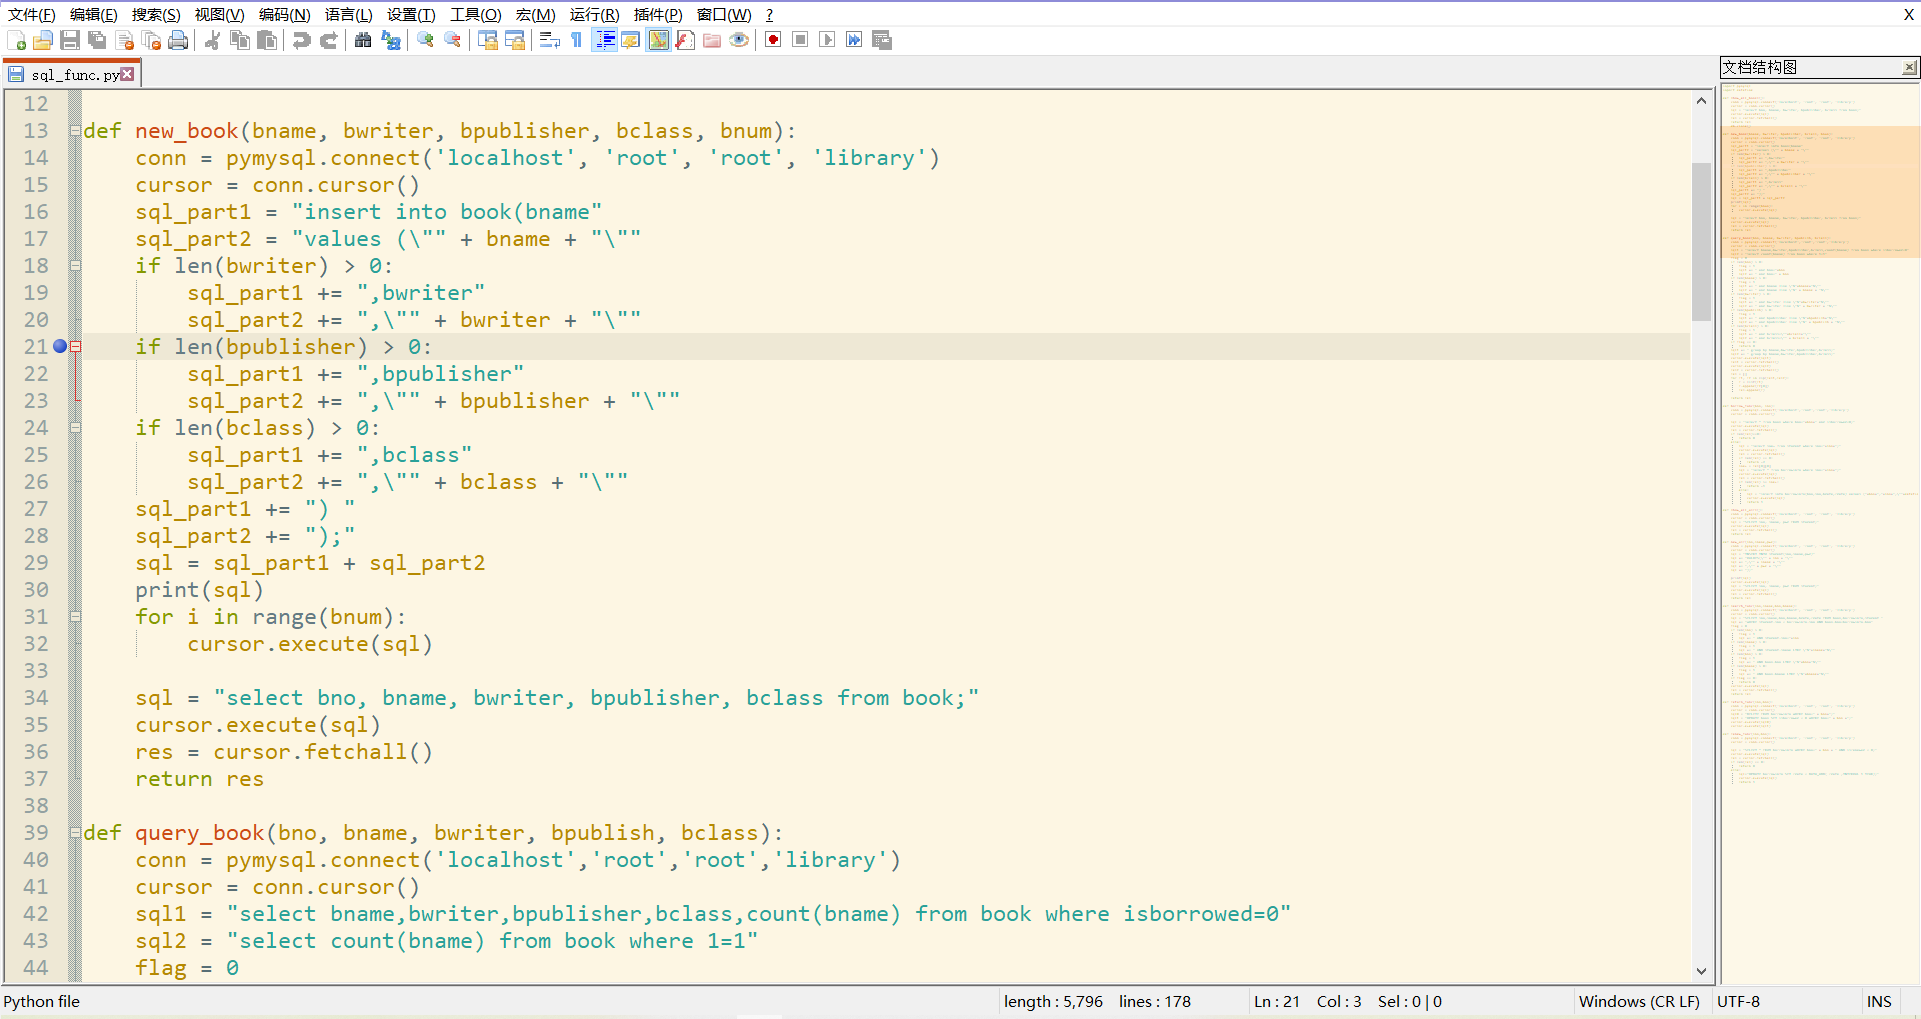 文件(F) 编辑(E) 搜索(S) 视图(V) 编码(N) 语言(L) 设置(T) 工具(O) 宏(M) 运行(R) 插件(P) 窗口(W) ? X
sql_func.py
文档结构图
12
13 def new_book(bname, bwriter, bpublisher, bclass, bnum):
14     conn = pymysql.connect('localhost', 'root', 'root', 'library')
15     cursor = conn.cursor()
16     sql_part1 = "insert into book(bname"
17     sql_part2 = "values (\"" + bname + "\""
18     if len(bwriter) > 0:
19         sql_part1 += ",bwriter"
20         sql_part2 += ",\"" + bwriter + "\""
21     if len(bpublisher) > 0:
22         sql_part1 += ",bpublisher"
23         sql_part2 += ",\"" + bpublisher + "\""
24     if len(bclass) > 0:
25         sql_part1 += ",bclass"
26         sql_part2 += ",\"" + bclass + "\""
27     sql_part1 += ") "
28     sql_part2 += ");"
29     sql = sql_part1 + sql_part2
30     print(sql)
31     for i in range(bnum):
32         cursor.execute(sql)
33
34     sql = "select bno, bname, bwriter, bpublisher, bclass from book;"
35     cursor.execute(sql)
36     res = cursor.fetchall()
37     return res
38
39 def query_book(bno, bname, bwriter, bpublish, bclass):
40     conn = pymysql.connect('localhost','root','root','library')
41     cursor = conn.cursor()
42     sql1 = "select bname,bwriter,bpublisher,bclass,count(bname) from book where isborrowed=0"
43     sql2 = "select count(bname) from book where 1=1"
44     flag = 0
Python file length : 5,796 lines : 178 Ln : 21 Col : 3 Sel : 0 | 0 Windows (CR LF) UTF-8 INS